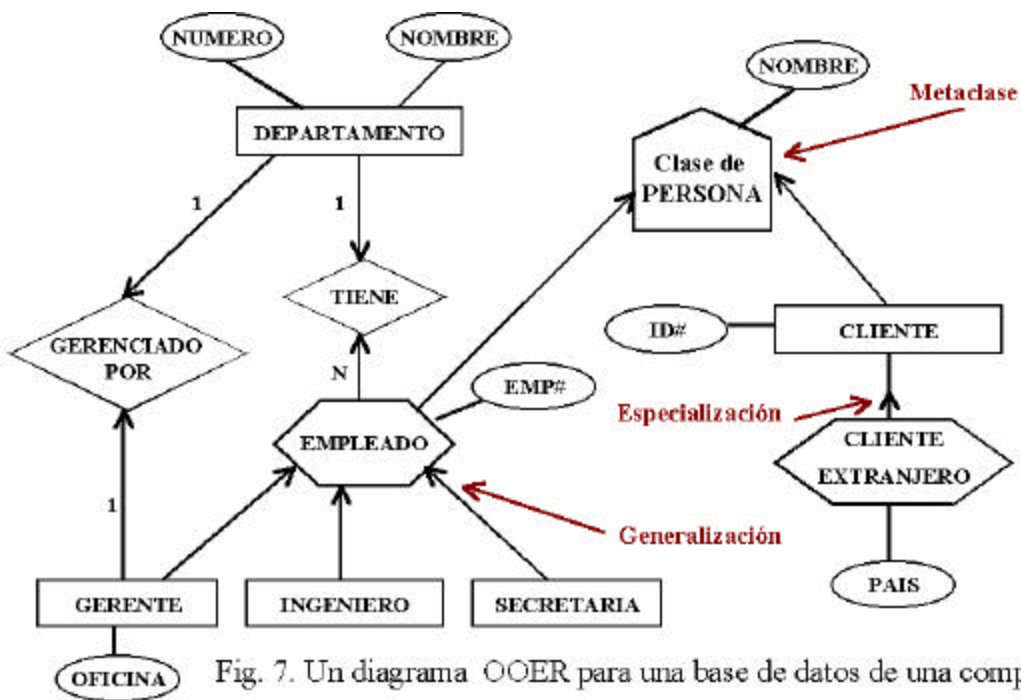 NUMERO
NOMBRE
NOMBRE
Metaclase
DEPARTAMENTO
Clase de
PERSONA
1
1
TIENE
ID#
CLIENTE
GERENCIADO
POR
N
EMP#
Especialización
EMPLEADO
CLIENTE
EXTRANJERO
1
Generalización
GERENTE
INGENIERO
SECRETARIA
PAIS
OFICINA
Fig. 7. Un diagrama OOER para una base de datos de una comp